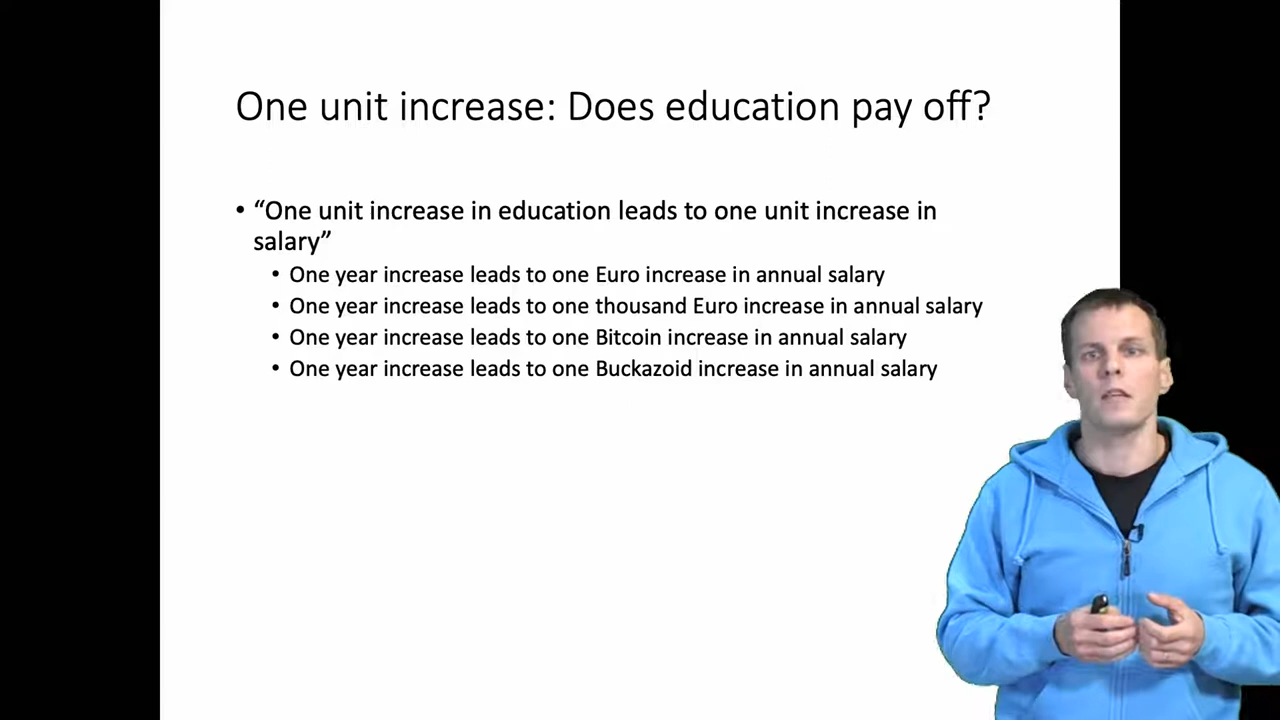 One unit increase: Does education pay off?
• “One unit increase in education leads to one unit increase in
salary”
• One year increase leads to one Euro increase in annual salary
• One year increase leads to one thousand Euro increase in annual salary
• One year increase leads to one Bitcoin increase in annual salary
• One year increase leads to one Buckazoid increase in annual salary